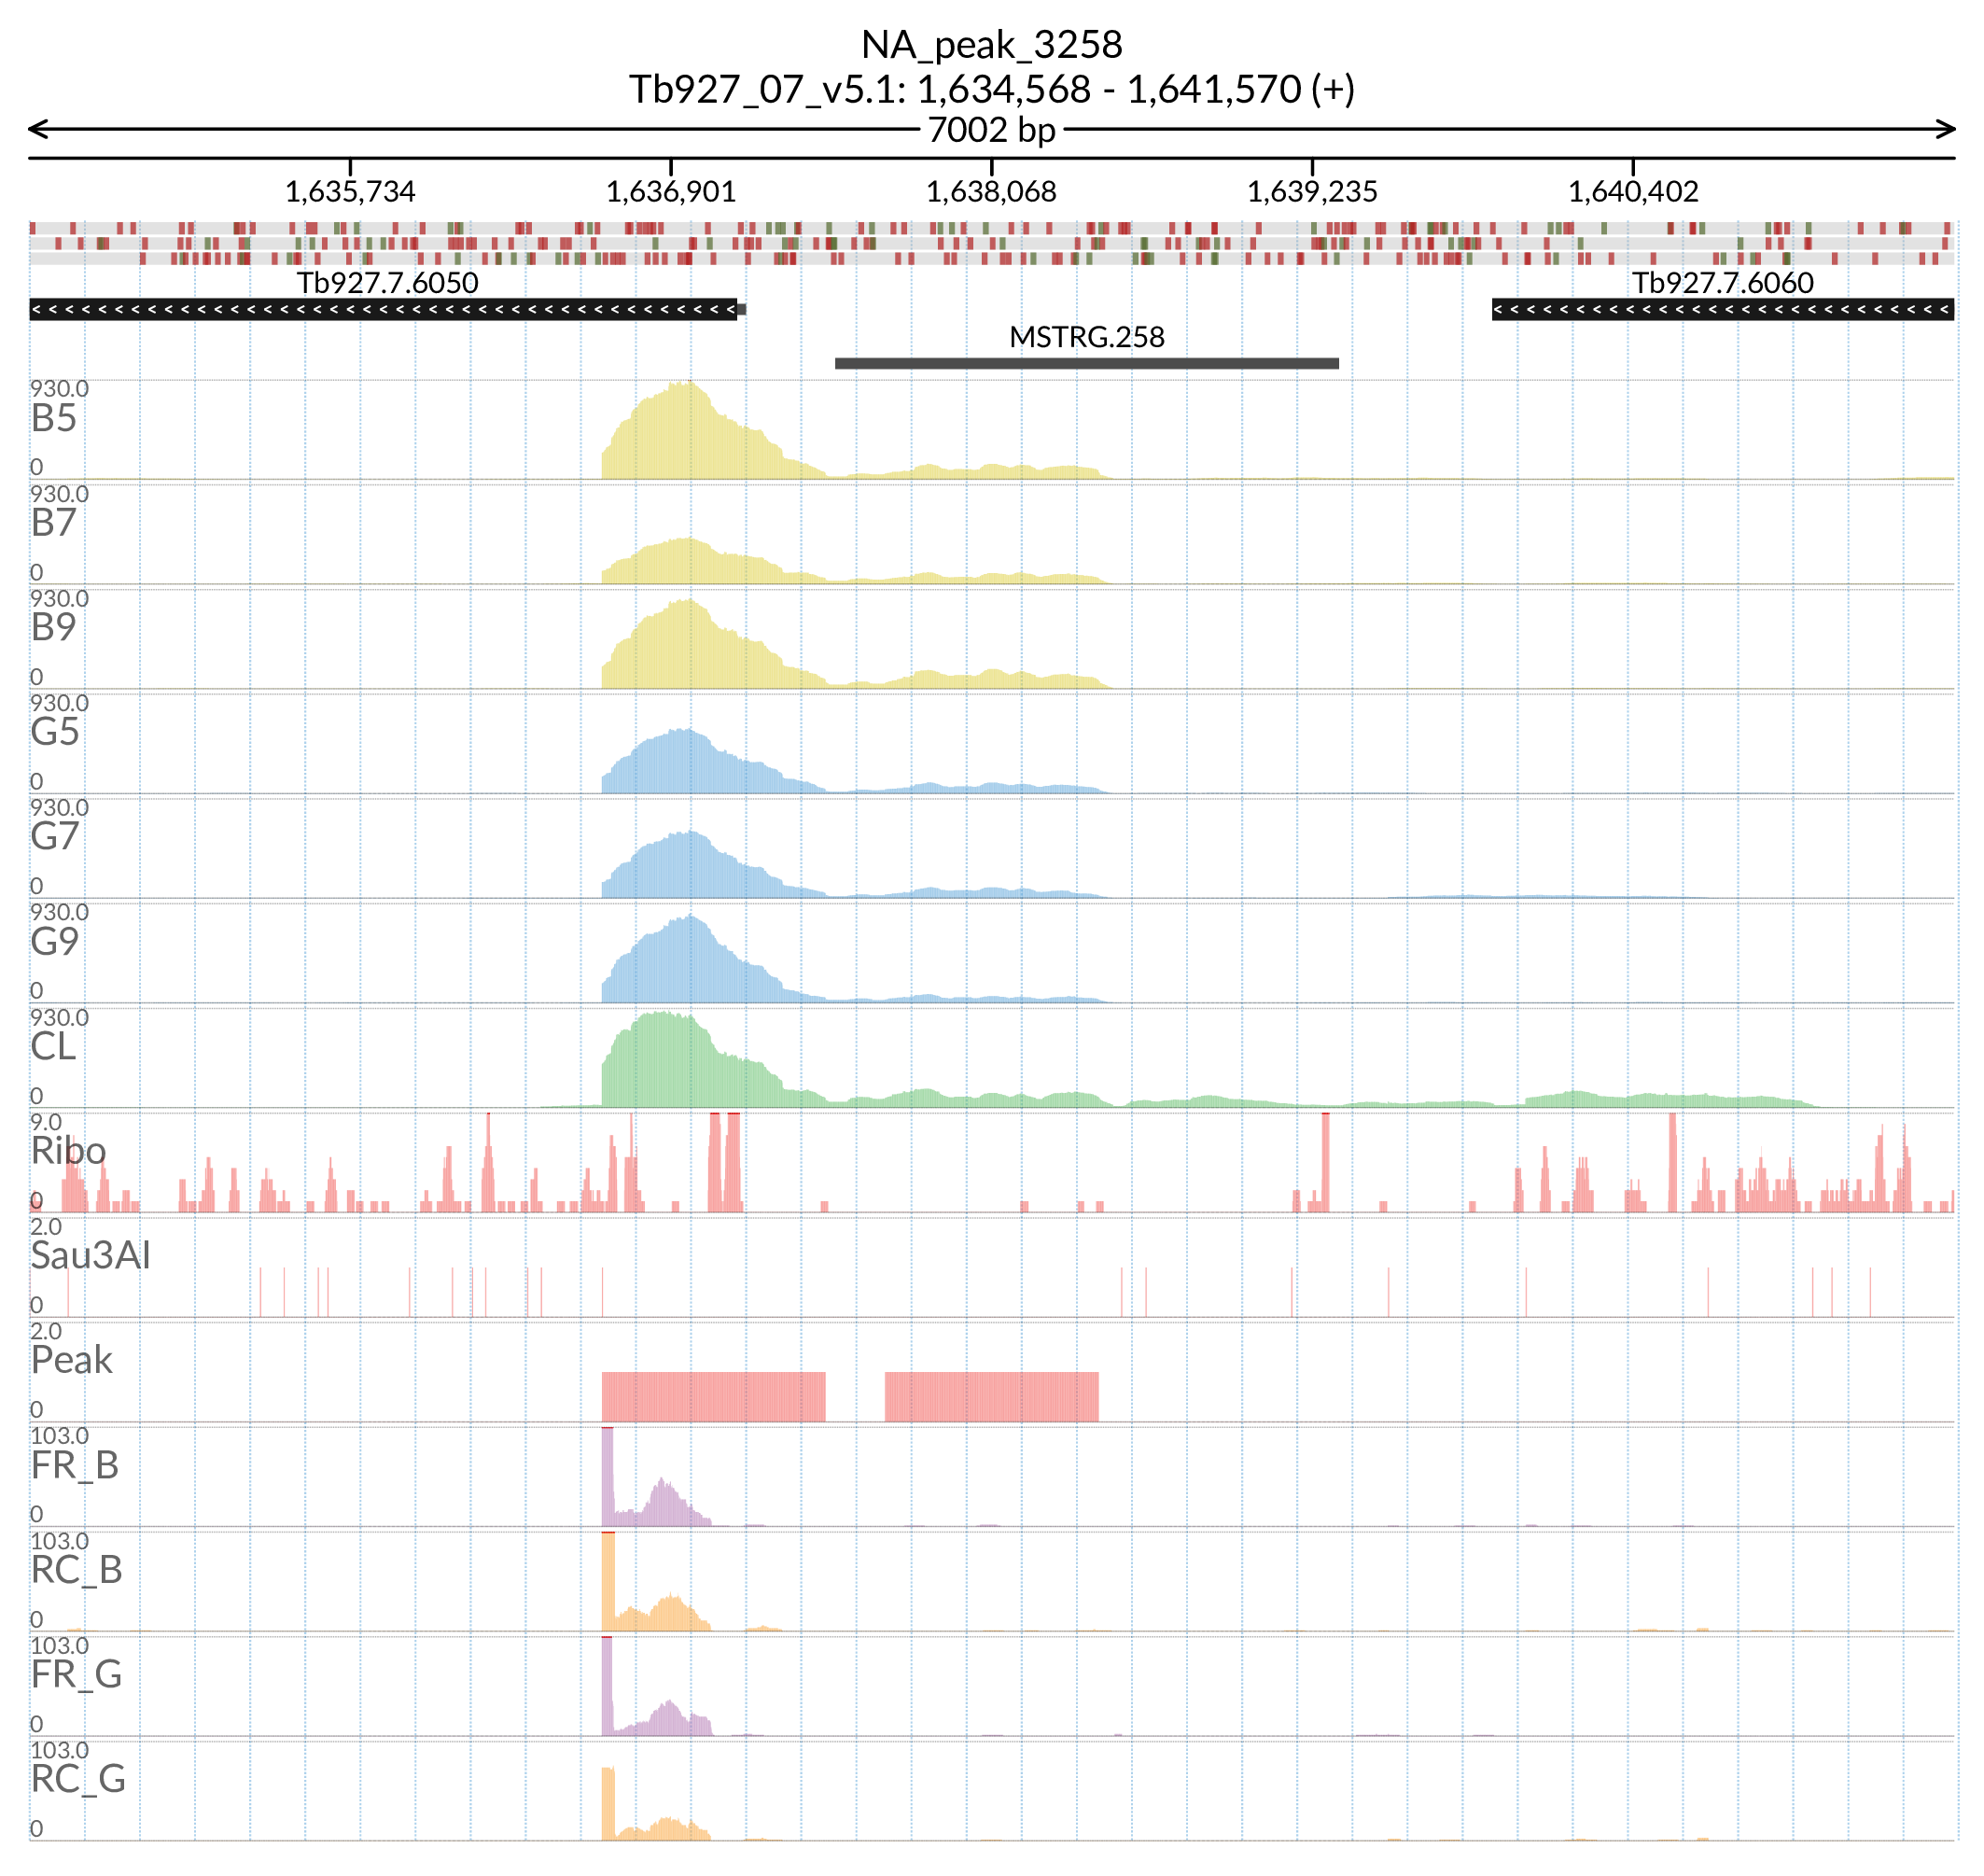 NA_peak_3258
Tb927_07_v5.1: 1,634,568 - 1,641,570 (+)
7002 bp
1,635,734 1,636,901 1,638,068 1,639,235 1,640,402
Tb927.7.6050 Tb927.7.6060
MSTRG.258
930.0
B5
0
930.0
B7
0
930.0
B9
0
930.0
G5
0
930.0
G7
0
930.0
G9
0
930.0
CL
0
9.0
Ribo
0
2.0
Sau3AI
0
2.0
Peak
0
103.0
FR_B
0
103.0
RC_B
0
103.0
FR_G
0
103.0
RC_G
0